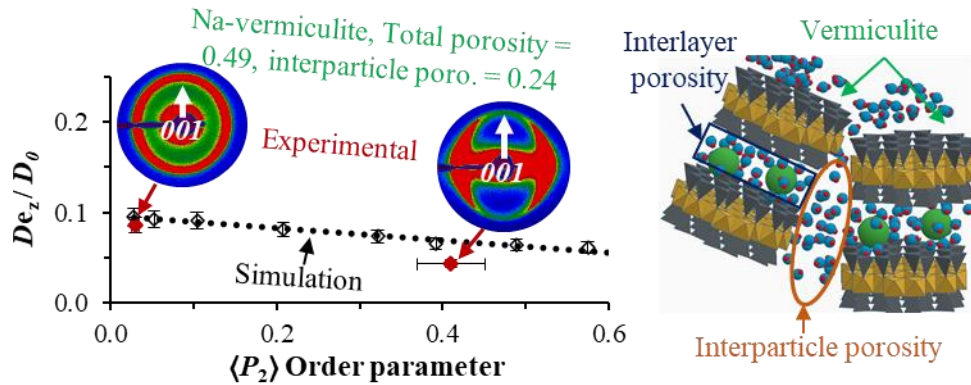 Na-vermiculite, Total porosity =
0.49, interparticle poro. = 0.24
Dez/D0
0.2
0.1
0.0
001
Experimental
001
Simulation
0.0
0.2
0.4
0.6
⟨P2⟩ Order parameter
Vermiculite
Interlayer
porosity
Interparticle porosity